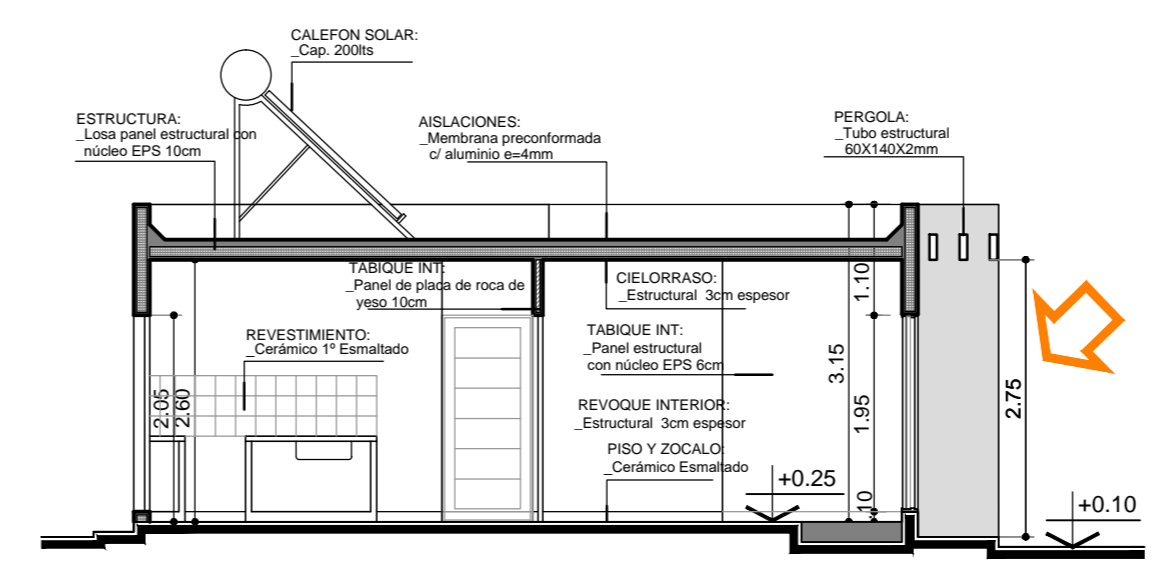 CALEFON SOLAR:
_Cap. 200lts
ESTRUCTURA:
_Losa panel estructural con
núcleo EPS 10cm
AISLACIONES:
_Membrana preconformada
c/ aluminio e=4mm
PERGOLA:
_Tubo estructural
60X140X2mm
TABIQUE INT:
_Panel de placa de roca de
yeso 10cm
CIELORRASO:
_Estructural 3cm espesor
REVESTIMIENTO:
_Cerámico 1º Esmaltado
TABIQUE INT:
_Panel estructural
con núcleo EPS 6cm
REVOQUE INTERIOR:
_Estructural 3cm espesor
PISO Y ZOCALO:
_Cerámico Esmaltado
2.05
2.60
3.15
1.10
1.95
.10
2.75
+0.25
+0.10